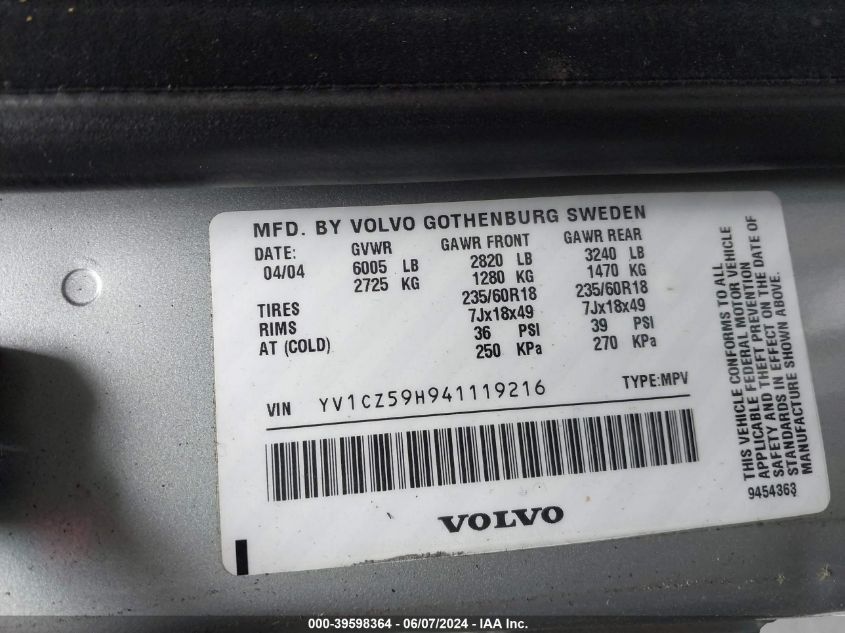 MFD. BY VOLVO GOTHENBURG SWEDEN
DATE: GVWR GAWR FRONT GAWR REAR
04/04 6005 LB 2820 LB 3240 LB
2725 KG 1280 KG 1470 KG
TIRES 235/60R18 235/60R18
RIMS 7Jx18x49 7Jx18x49
AT (COLD) 36 PSI 39 PSI
250 KPa 270 KPa
VIN YV1CZ59H941119216 TYPE:MPV
VOLVO
THIS VEHICLE CONFORMS TO ALL
APPLICABLE FEDERAL MOTOR VEHICLE
SAFETY AND THEFT PREVENTION
STANDARDS IN EFFECT ON THE DATE OF
MANUFACTURE SHOWN ABOVE.
9454363
000-39598364 - 06/07/2024 - IAA Inc.